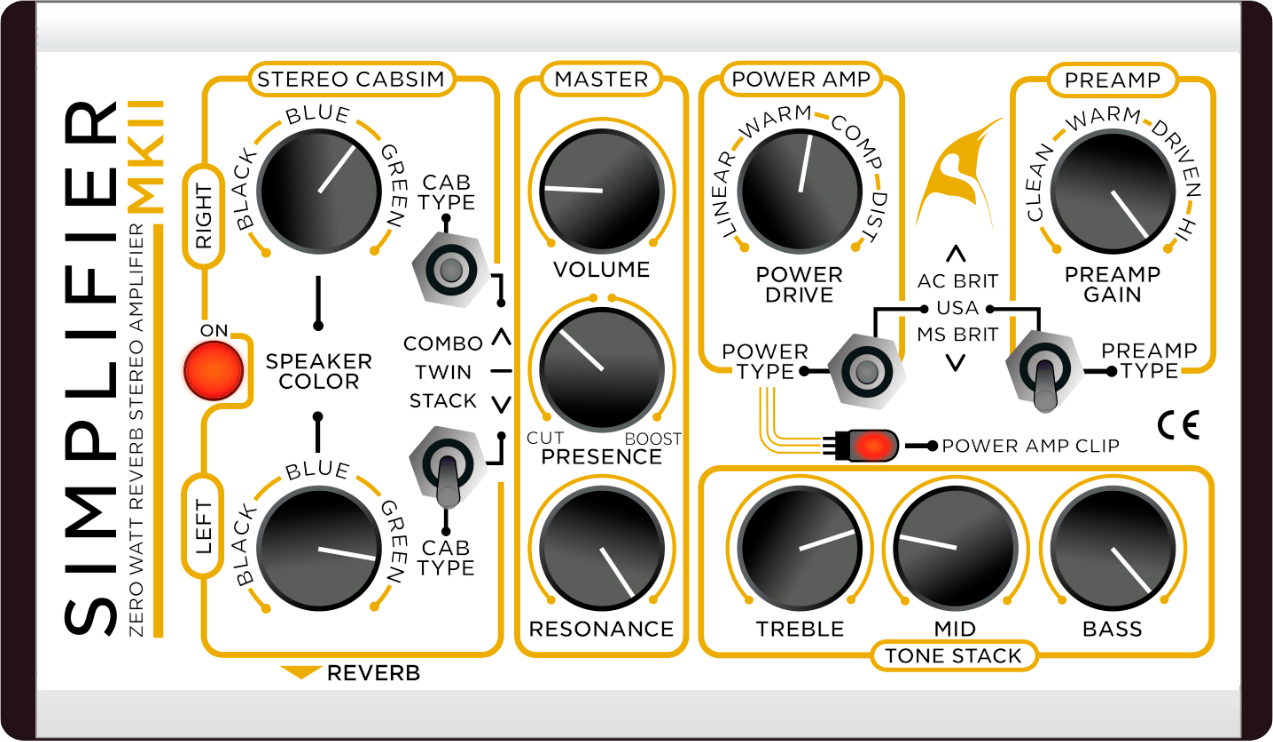 SIMPLIFIER
MKII
ZERO WATT REVERB STEREO AMPLIFIER
STEREO CABSIM
RIGHT
BLACK
BLUE
GREEN
CAB
TYPE
ON
SPEAKER
COLOR
COMBO
TWIN
STACK
LEFT
BLACK
BLUE
GREEN
CAB
TYPE
REVERB
MASTER
VOLUME
CUT
BOOST
PRESENCE
RESONANCE
POWER AMP
LINEAR
WARM
COMP
DIST
POWER
DRIVE
POWER
TYPE
AC BRIT
USA
MS BRIT
PREAMP
CLEAN
WARM
DRIVEN
HI
PREAMP
GAIN
PREAMP
TYPE
CE
POWER AMP CLIP
TREBLE
MID
BASS
TONE STACK